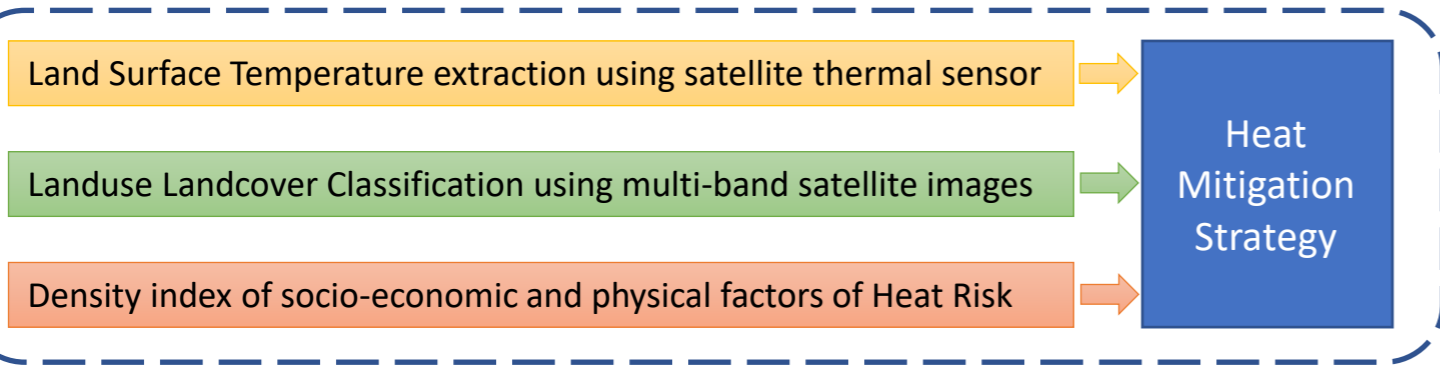 Land Surface Temperature extraction using satellite thermal sensor
Landuse Landcover Classification using multi-band satellite images
Density index of socio-economic and physical factors of Heat Risk
Heat
Mitigation
Strategy